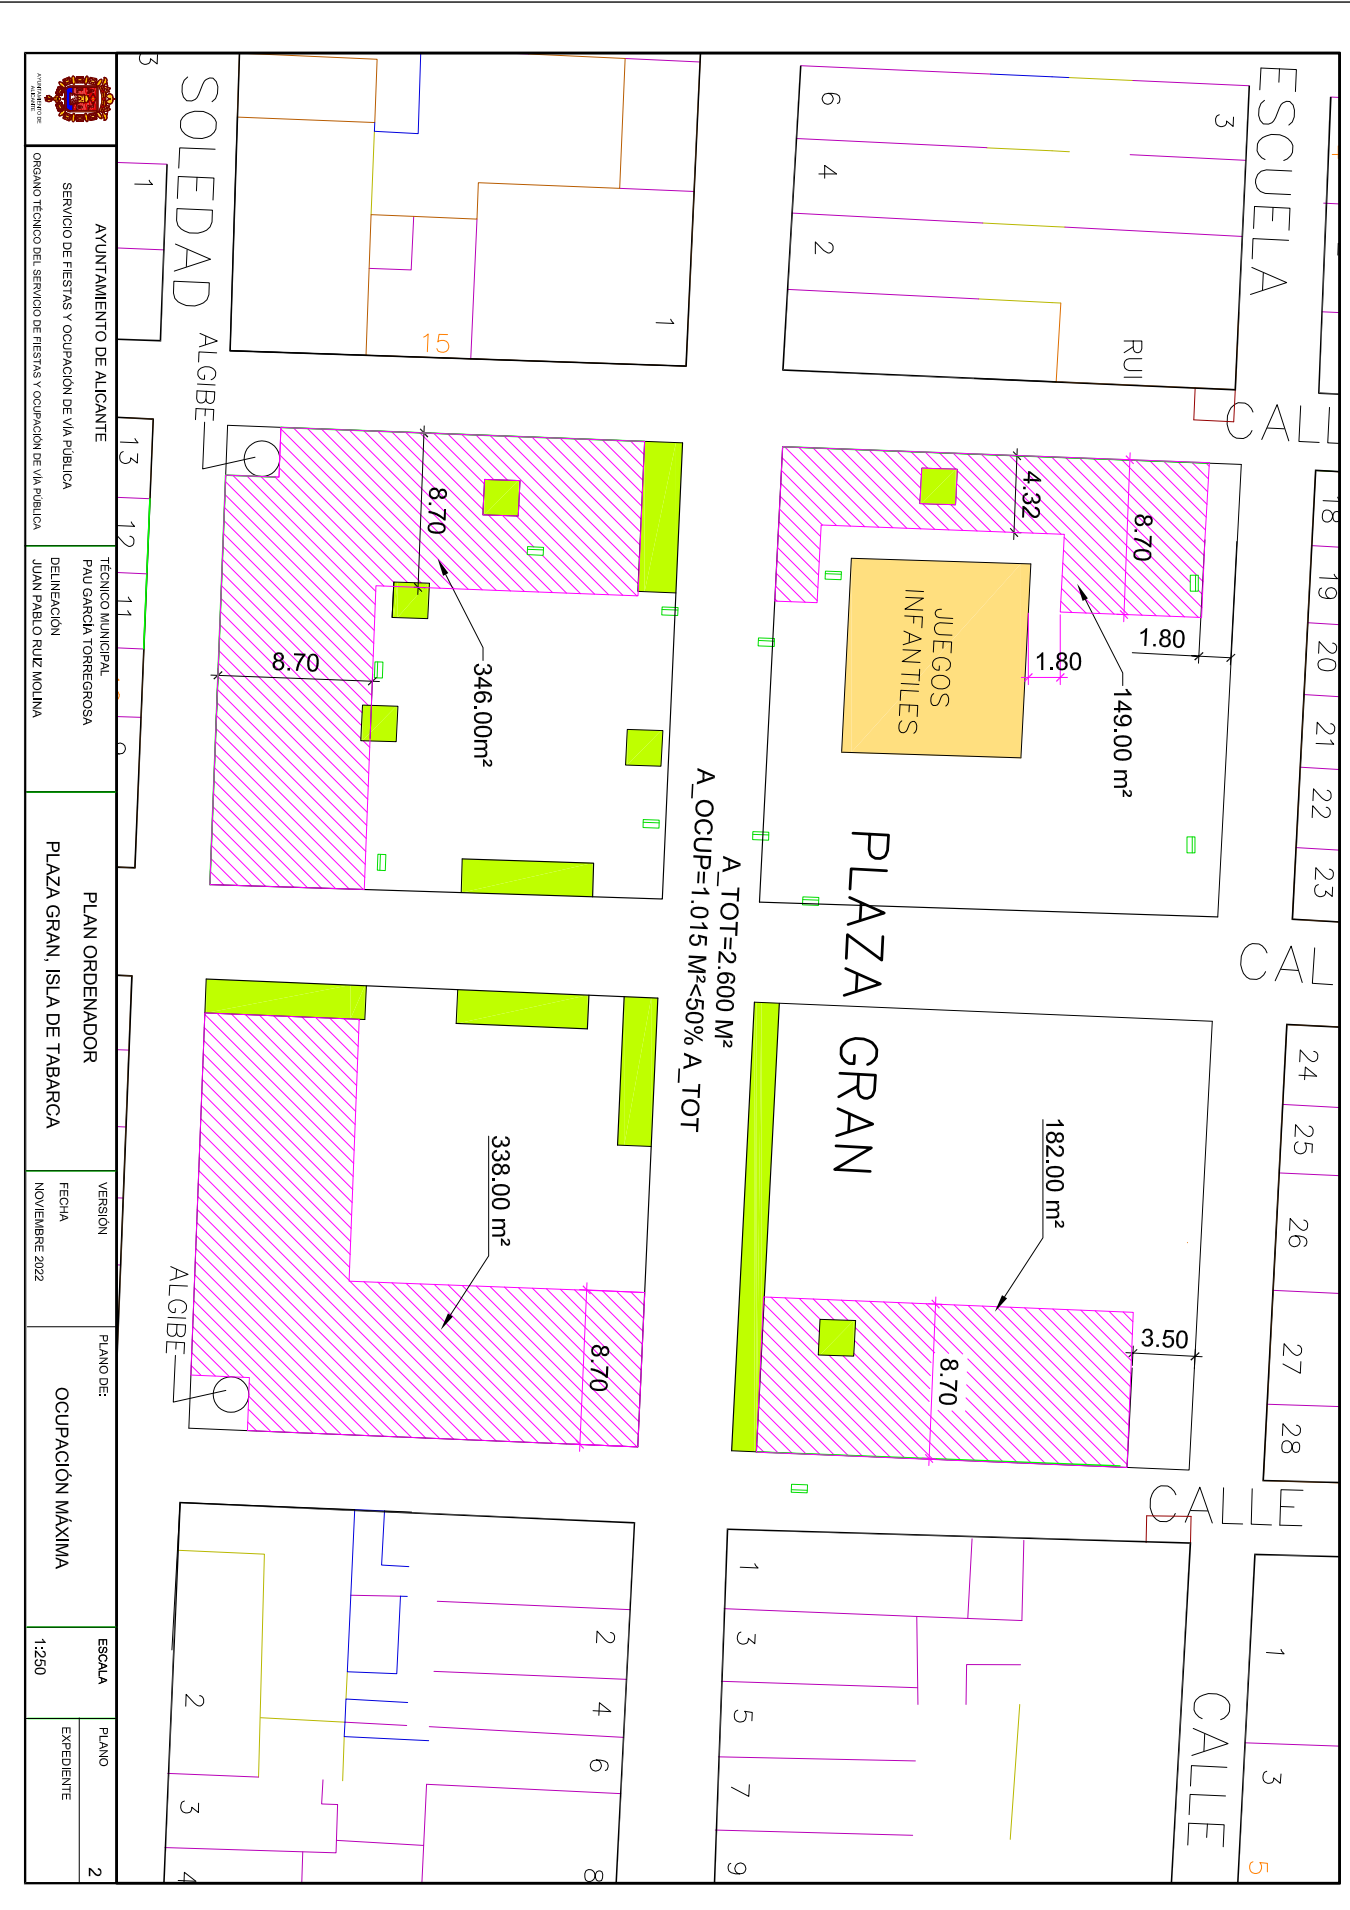 ESCUELA
CALL
CAL
CALLE
CALLE
3
6
4
2
RUI
18
19
20
21
22
23
24
25
26
27
28
1
3
5
SOLEDAD
3
1
1
15
ALGIBE
13
12
11
8.70
8.70
346.00m²
4.32
8.70
1.80
1.80
149.00 m²
JUEGOS
INFANTILES
PLAZA GRAN
A_TOT=2.600 M²
A_OCUP=1.015 M²<50% A_TOT
182.00 m²
3.50
8.70
338.00 m²
8.70
ALGIBE
1
3
5
7
9
2
4
6
8
2
3
4
AYUNTAMIENTO DE
ALICANTE
AYUNTAMIENTO DE ALICANTE
SERVICIO DE FIESTAS Y OCUPACIÓN DE VÍA PÚBLICA
ORGANO TÉCNICO DEL SERVICIO DE FIESTAS Y OCUPACIÓN DE VÍA PÚBLICA
TÉCNICO MUNICIPAL
PAU GARCÍA TORREGROSA
DELINEACIÓN
JUAN PABLO RUIZ MOLINA
PLAN ORDENADOR
PLAZA GRAN, ISLA DE TABARCA
VERSIÓN
FECHA
NOVIEMBRE 2022
PLANO DE:
OCUPACIÓN MÁXIMA
ESCALA
1:250
PLANO
2
EXPEDIENTE